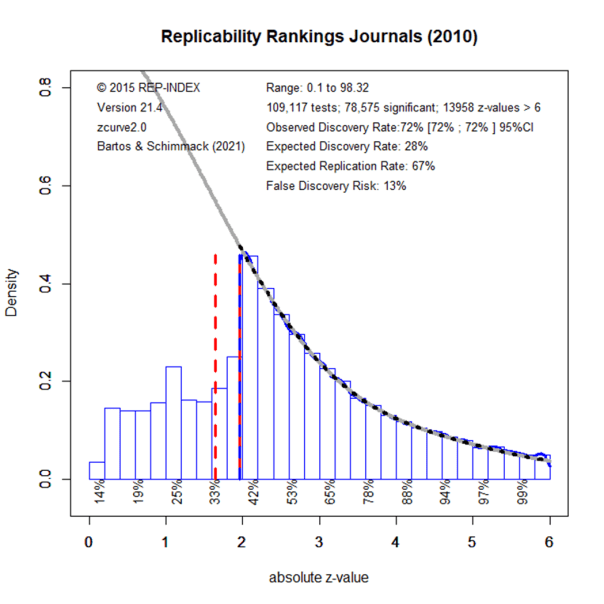 Replicability Rankings Journals (2010)
© 2015 REP-INDEX
Version 21.4
zcurve2.0
Bartos & Schimmack (2021)
Range: 0.1 to 98.32
109,117 tests; 78,575 significant; 13958 z-values > 6
Observed Discovery Rate:72% [72% ; 72% ] 95%CI
Expected Discovery Rate: 28%
Expected Replication Rate: 67%
False Discovery Risk: 13%
Density
0.8
0.6
0.4
0.2
0.0
14% 19% 25% 33% 42% 53% 65% 78% 88% 94% 97% 99%
0 1 2 3 4 5 6
absolute z-value